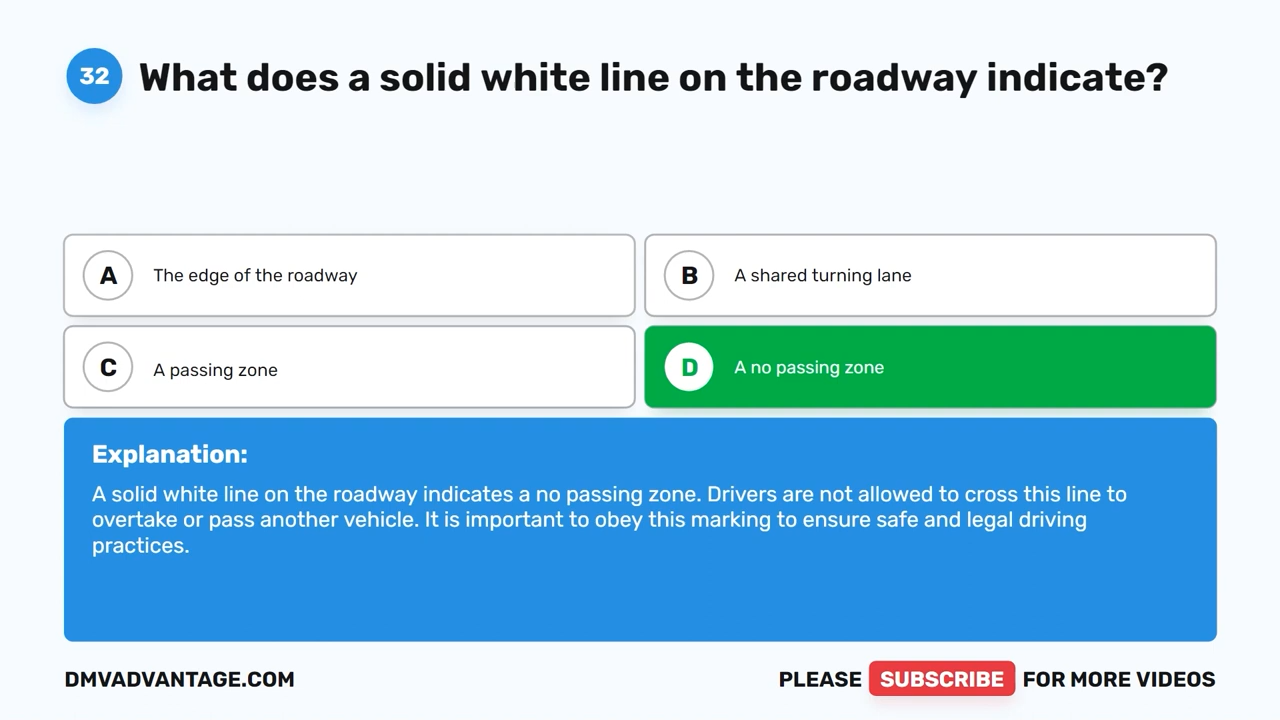 32 What does a solid white line on the roadway indicate?
A The edge of the roadway
B A shared turning lane
C A passing zone
D A no passing zone
Explanation:
A solid white line on the roadway indicates a no passing zone. Drivers are not allowed to cross this line to
overtake or pass another vehicle. It is important to obey this marking to ensure safe and legal driving
practices.
DMVADVANTAGE.COM
PLEASE SUBSCRIBE FOR MORE VIDEOS